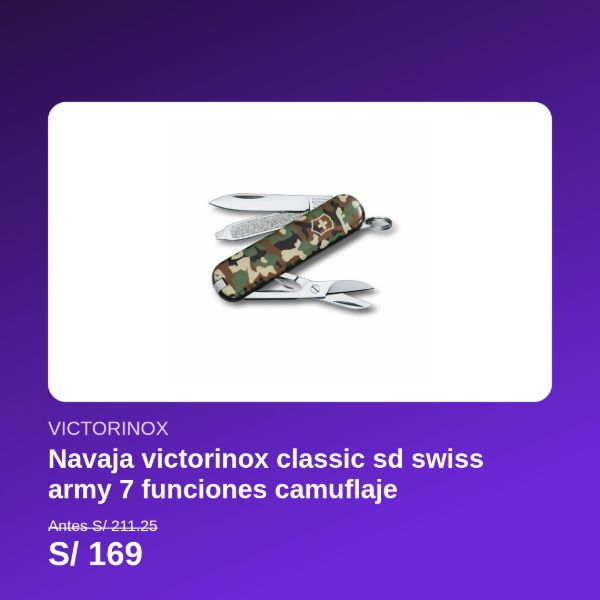 VICTORINOX
Navaja victorinox classic sd swiss
army 7 funciones camuflaje
Antes S/ 211.25
S/ 169